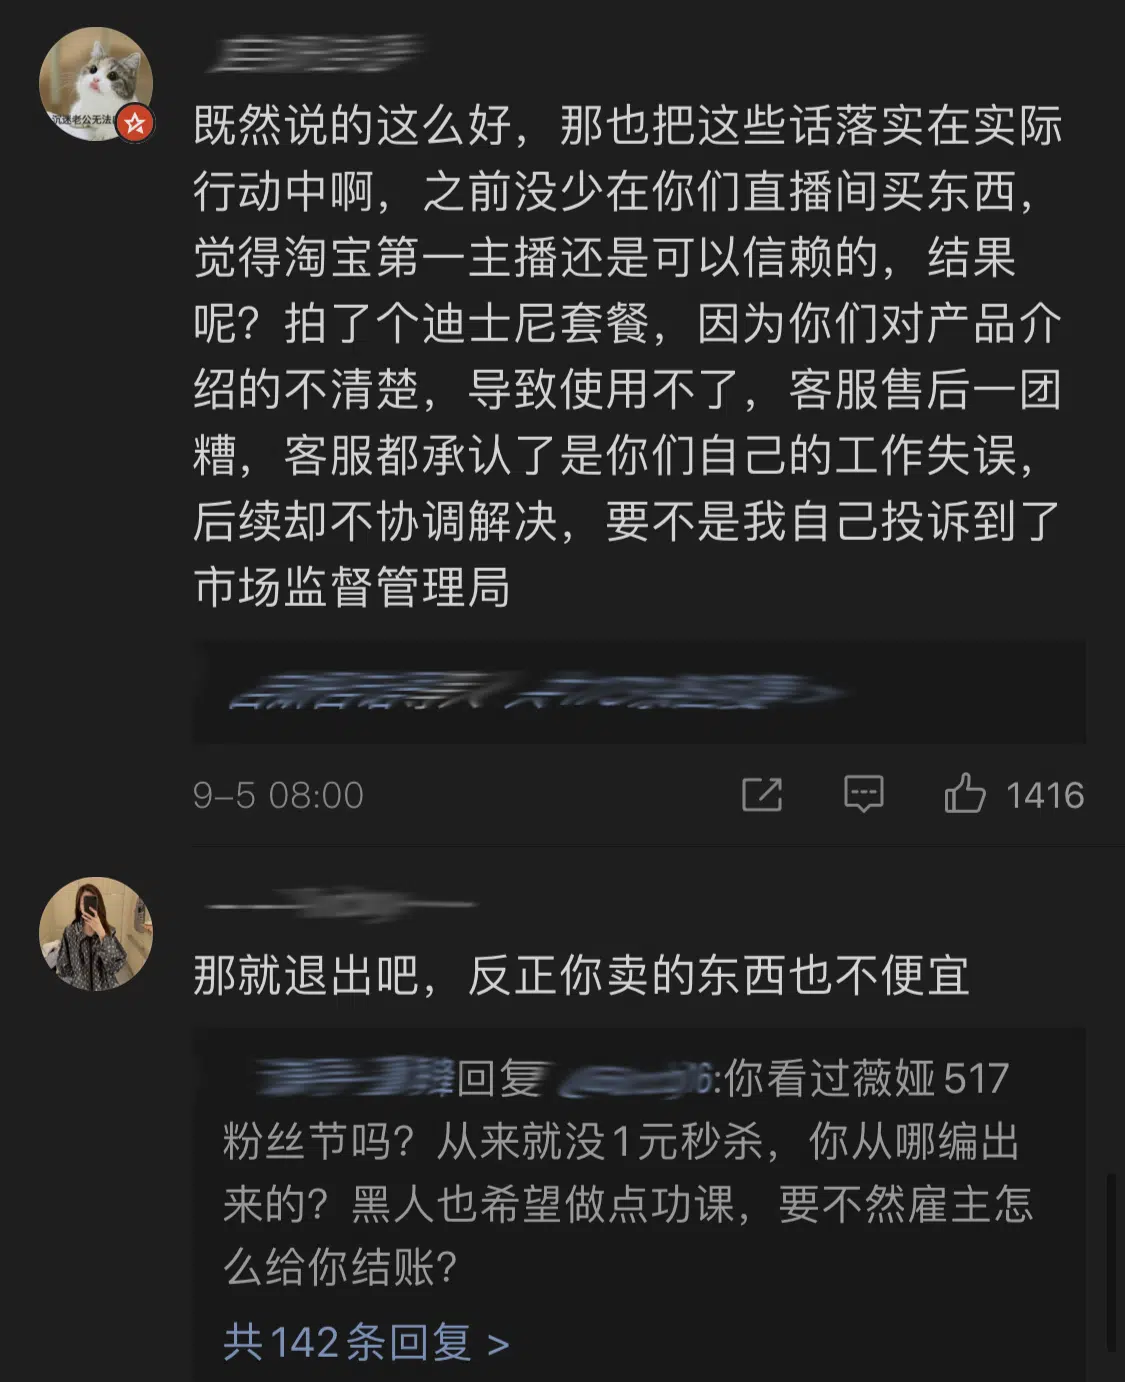 既然说的这么好，那也把这些话落实在实际
行动中啊，之前没少在你们直播间买东西，
觉得淘宝第一主播还是可以信赖的，结果
呢？拍了个迪士尼套餐，因为你们对产品介
绍的不清楚，导致使用不了，客服售后一团
糟，客服都承认了是你们自己的工作失误，
后续却不协调解决，要不是我自己投诉到了
市场监督管理局
9-5 08:00
1416
那就退出吧，反正你卖的东西也不便宜
回复
:你看过薇娅517
粉丝节吗？从来就没1元秒杀，你从哪编出
来的？黑人也希望做点功课，要不然雇主怎
么给你结账？
共142条回复 >